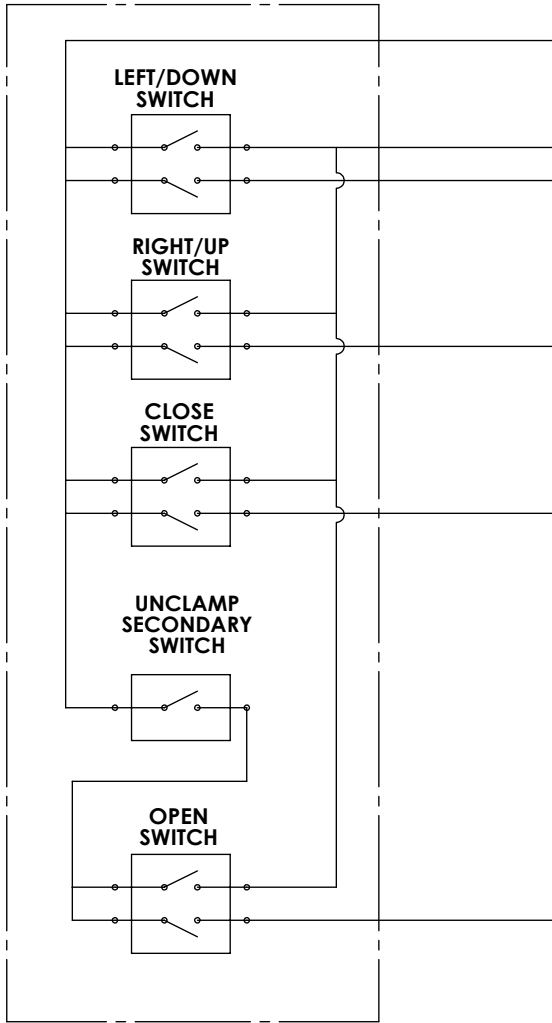 LEFT/DOWN
SWITCH
RIGHT/UP
SWITCH
CLOSE
SWITCH
UNCLAMP
SECONDARY
SWITCH
OPEN
SWITCH